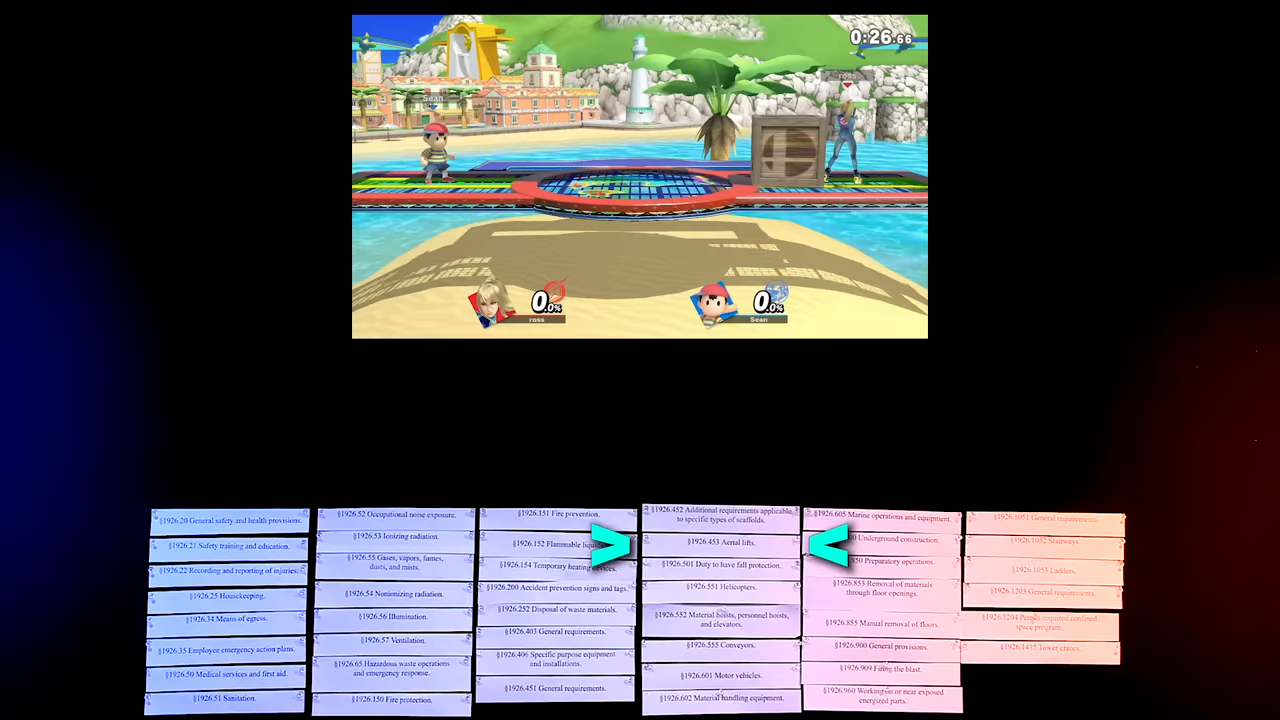 0:26.66
ross
Sean
0.0%
ross
0.0%
Sean
§1926.20 General safety and health provisions.
§1926.21 Safety training and education.
§1926.22 Recording and reporting of injuries.
§1926.25 Housekeeping.
§1926.34 Means of egress.
§1926.35 Employee emergency action plans.
§1926.50 Medical services and first aid.
§1926.51 Sanitation.
§1926.52 Occupational noise exposure.
§1926.53 Ionizing radiation.
§1926.55 Gases, vapors, fumes,
dusts, and mists.
§1926.54 Nonionizing radiation.
§1926.56 Illumination.
§1926.57 Ventilation.
§1926.65 Hazardous waste operations
and emergency response.
§1926.150 Fire protection.
§1926.151 Fire prevention.
§1926.152 Flammable
§1926.154 Temporary heating devices.
§1926.200 Accident prevention signs and tags.
§1926.252 Disposal of waste materials.
§1926.403 General requirements.
§1926.406 Specific purpose equipment
and installations.
§1926.451 General requirements.
§1926.452 Additional requirements applicable
to specific types of scaffolds.
§1926.453 Aerial lifts.
§1926.501 Duty to have fall protection.
§1926.551 Helicopters.
§1926.552 Material hoists, personnel hoists,
and elevators.
§1926.555 Conveyors.
§1926.601 Motor vehicles.
§1926.602 Material handling equipment.
§1926.605 Marine operations and equipment.
Underground construction.
Preparatory operations.
§1926.853 Removal of materials
through floor openings.
§1926.855 Manual removal of floors.
§1926.900 General provisions.
§1926.909 Firing the blast.
§1926.960 Working on or near exposed
energized parts.
§1926.1051 General requirements.
§1926.1052 Stairways.
§1926.1053 Ladders.
§1926.1203 General requirements.
§1926.1204 Permit-required confined
space program.
§1926.1435 Tower cranes.